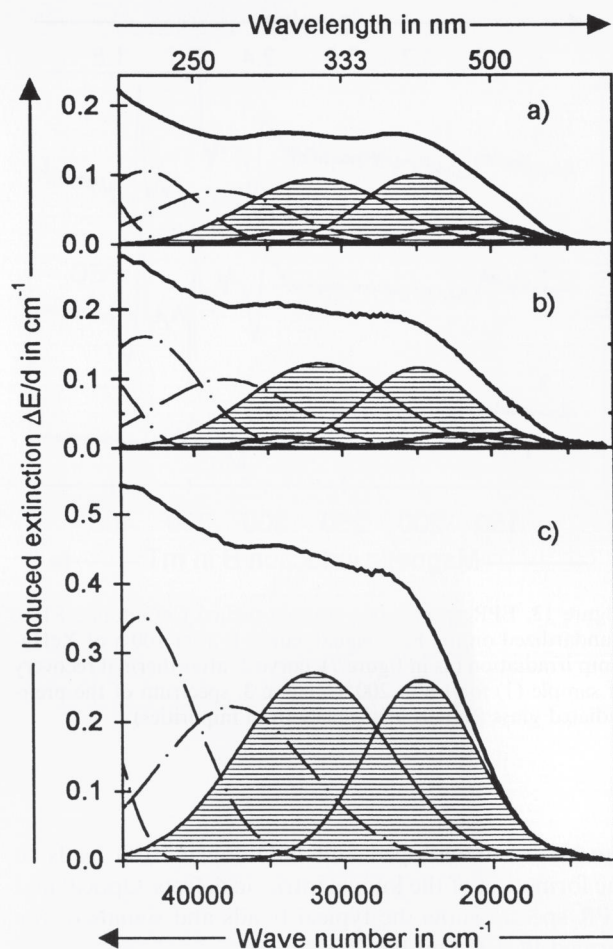 Wavelength in nm
250 333 500
Induced extinction ΔE/d in cm⁻¹
a)
0.2
0.1
0.0
b)
0.2
0.1
0.0
c)
0.5
0.4
0.3
0.2
0.1
0.0
40000 30000 20000
Wave number in cm⁻¹